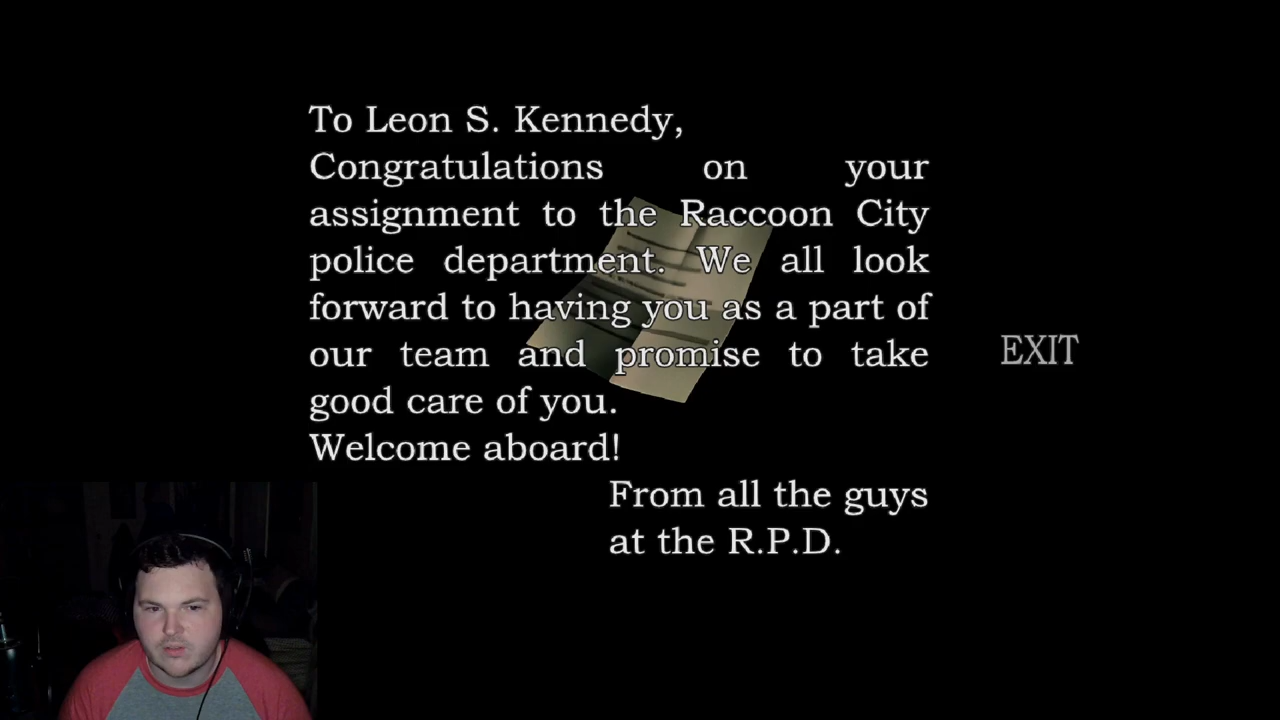 To Leon S. Kennedy,
Congratulations on your
assignment to the Raccoon City
police department. We all look
forward to having you as a part of
our team and promise to take
good care of you.
Welcome aboard!
From all the guys
at the R.P.D.
EXIT